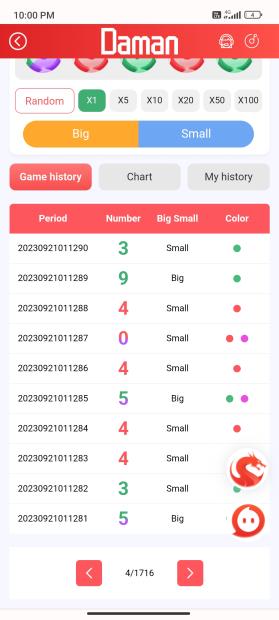 10:00 PM
4G
4
Daman
Random X1 X5 X10 X20 X50 X100
Big Small
Game history Chart My history
Period Number Big Small Color
20230921011290 3 Small
20230921011289 9 Big
20230921011288 4 Small
20230921011287 0 Small
20230921011286 4 Small
20230921011285 5 Big
20230921011284 4 Small
20230921011283 4 Small
20230921011282 3 Small
20230921011281 5 Big
4/1716